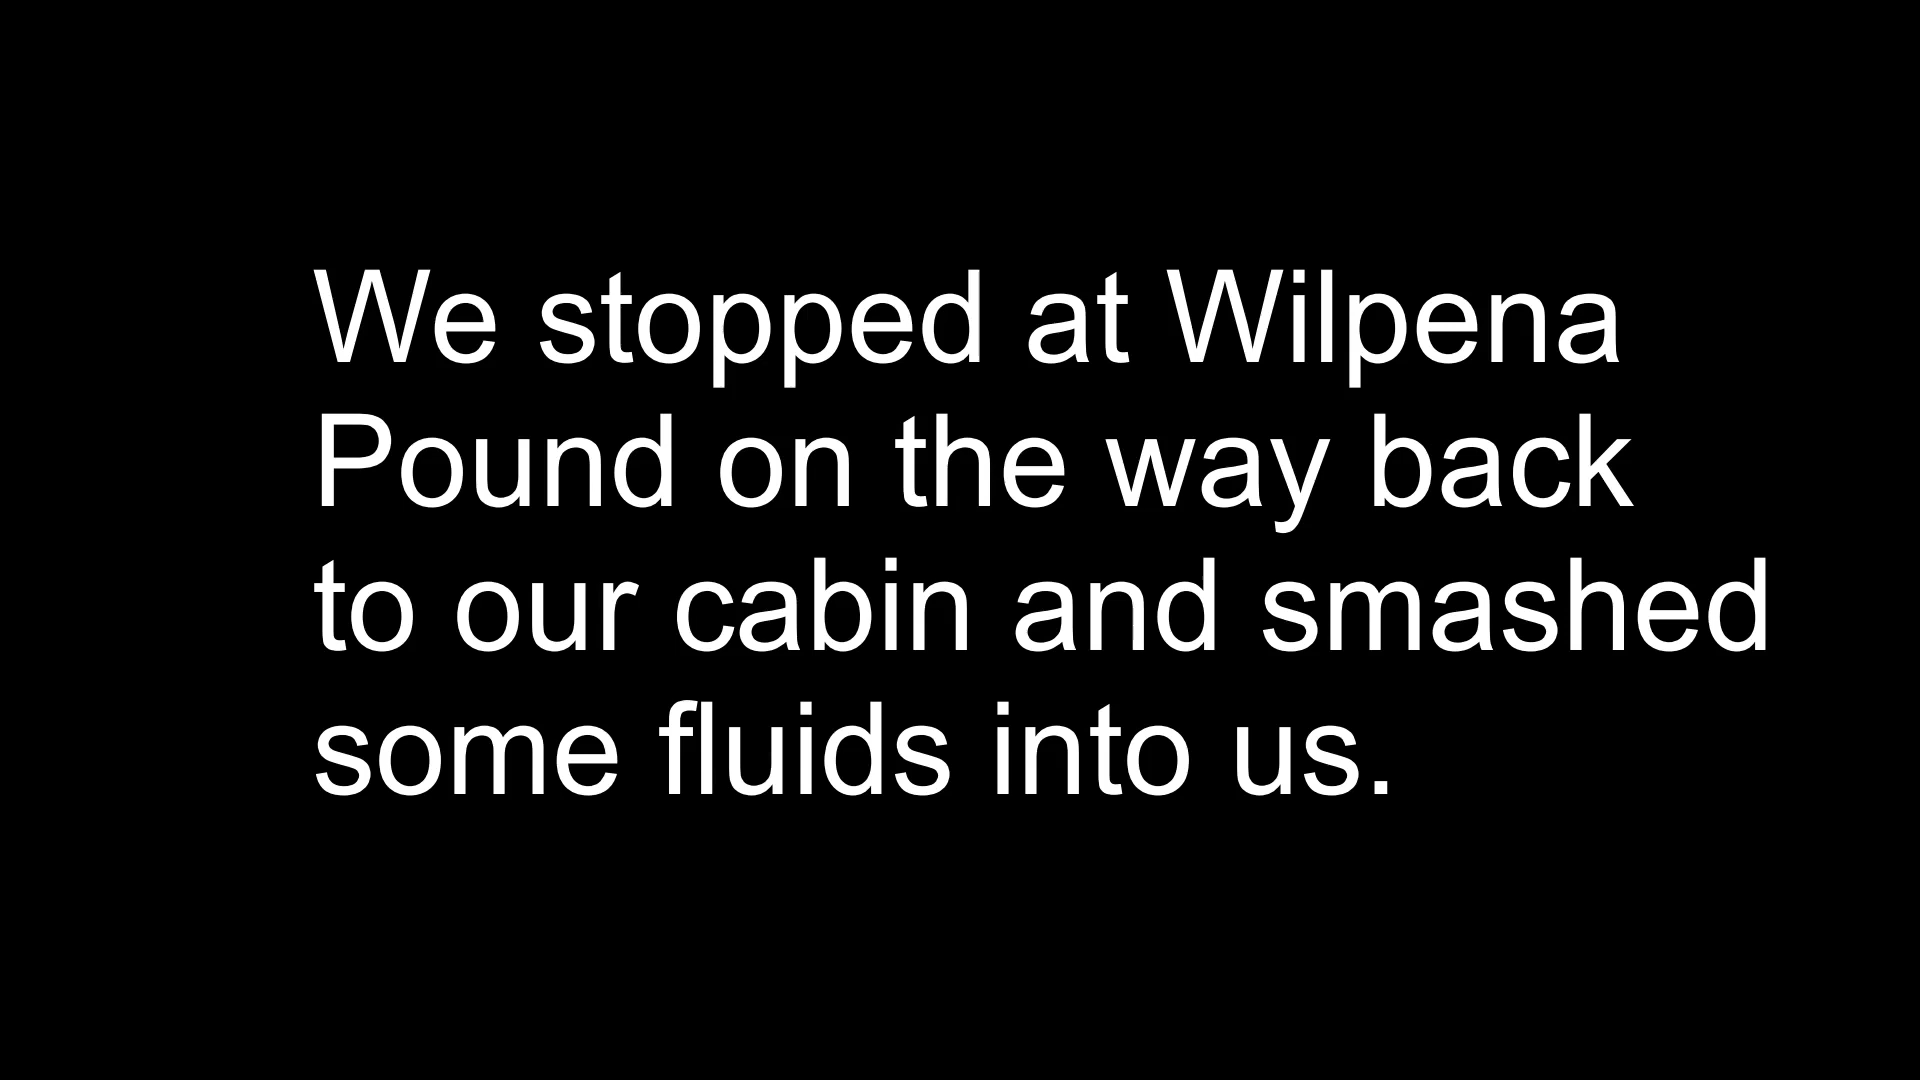 We stopped at Wilpena
Pound on the way back
to our cabin and smashed
some fluids into us.